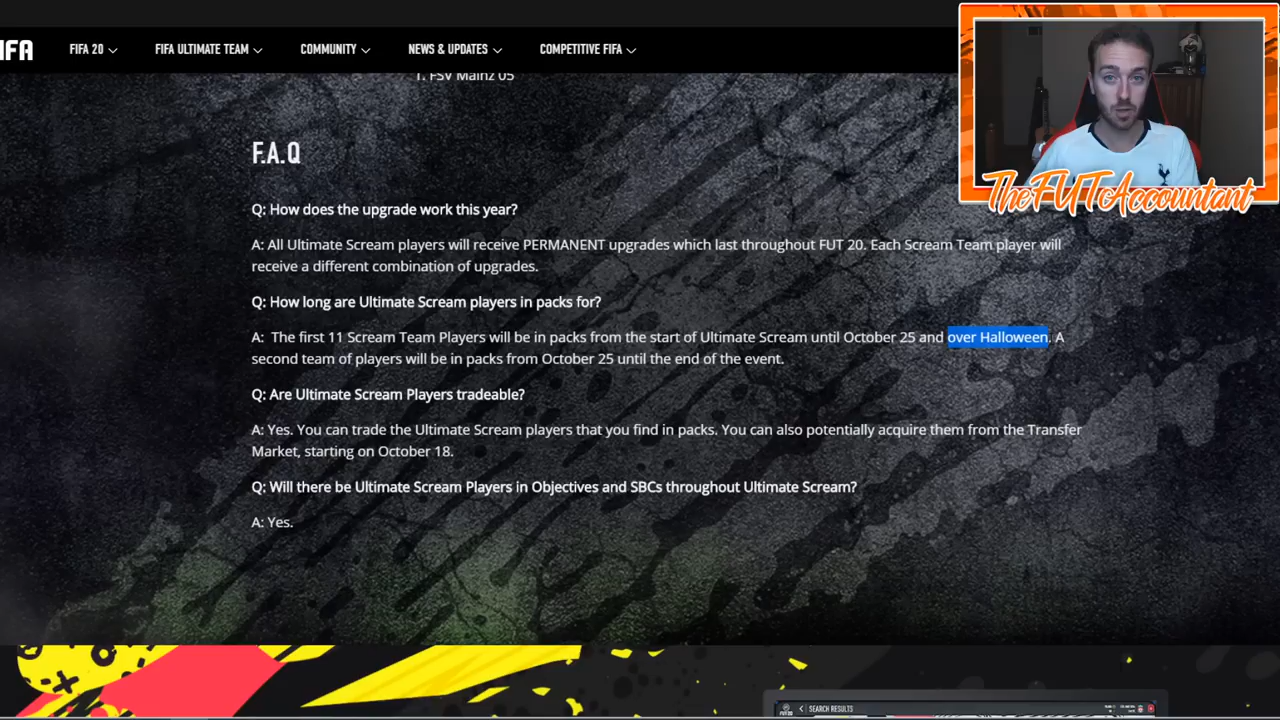 IFA
FIFA 20
FIFA ULTIMATE TEAM
COMMUNITY
NEWS & UPDATES
COMPETITIVE FIFA
1. FSV Mainz 05
TheFUTAccountant
F.A.Q
Q: How does the upgrade work this year?
A: All Ultimate Scream players will receive PERMANENT upgrades which last throughout FUT 20. Each Scream Team player will
receive a different combination of upgrades.
Q: How long are Ultimate Scream players in packs for?
A: The first 11 Scream Team Players will be in packs from the start of Ultimate Scream until October 25 and over Halloween. A
second team of players will be in packs from October 25 until the end of the event.
Q: Are Ultimate Scream Players tradeable?
A: Yes. You can trade the Ultimate Scream players that you find in packs. You can also potentially acquire them from the Transfer
Market, starting on October 18.
Q: Will there be Ultimate Scream Players in Objectives and SBCs throughout Ultimate Scream?
A: Yes.
SEARCH RESULTS